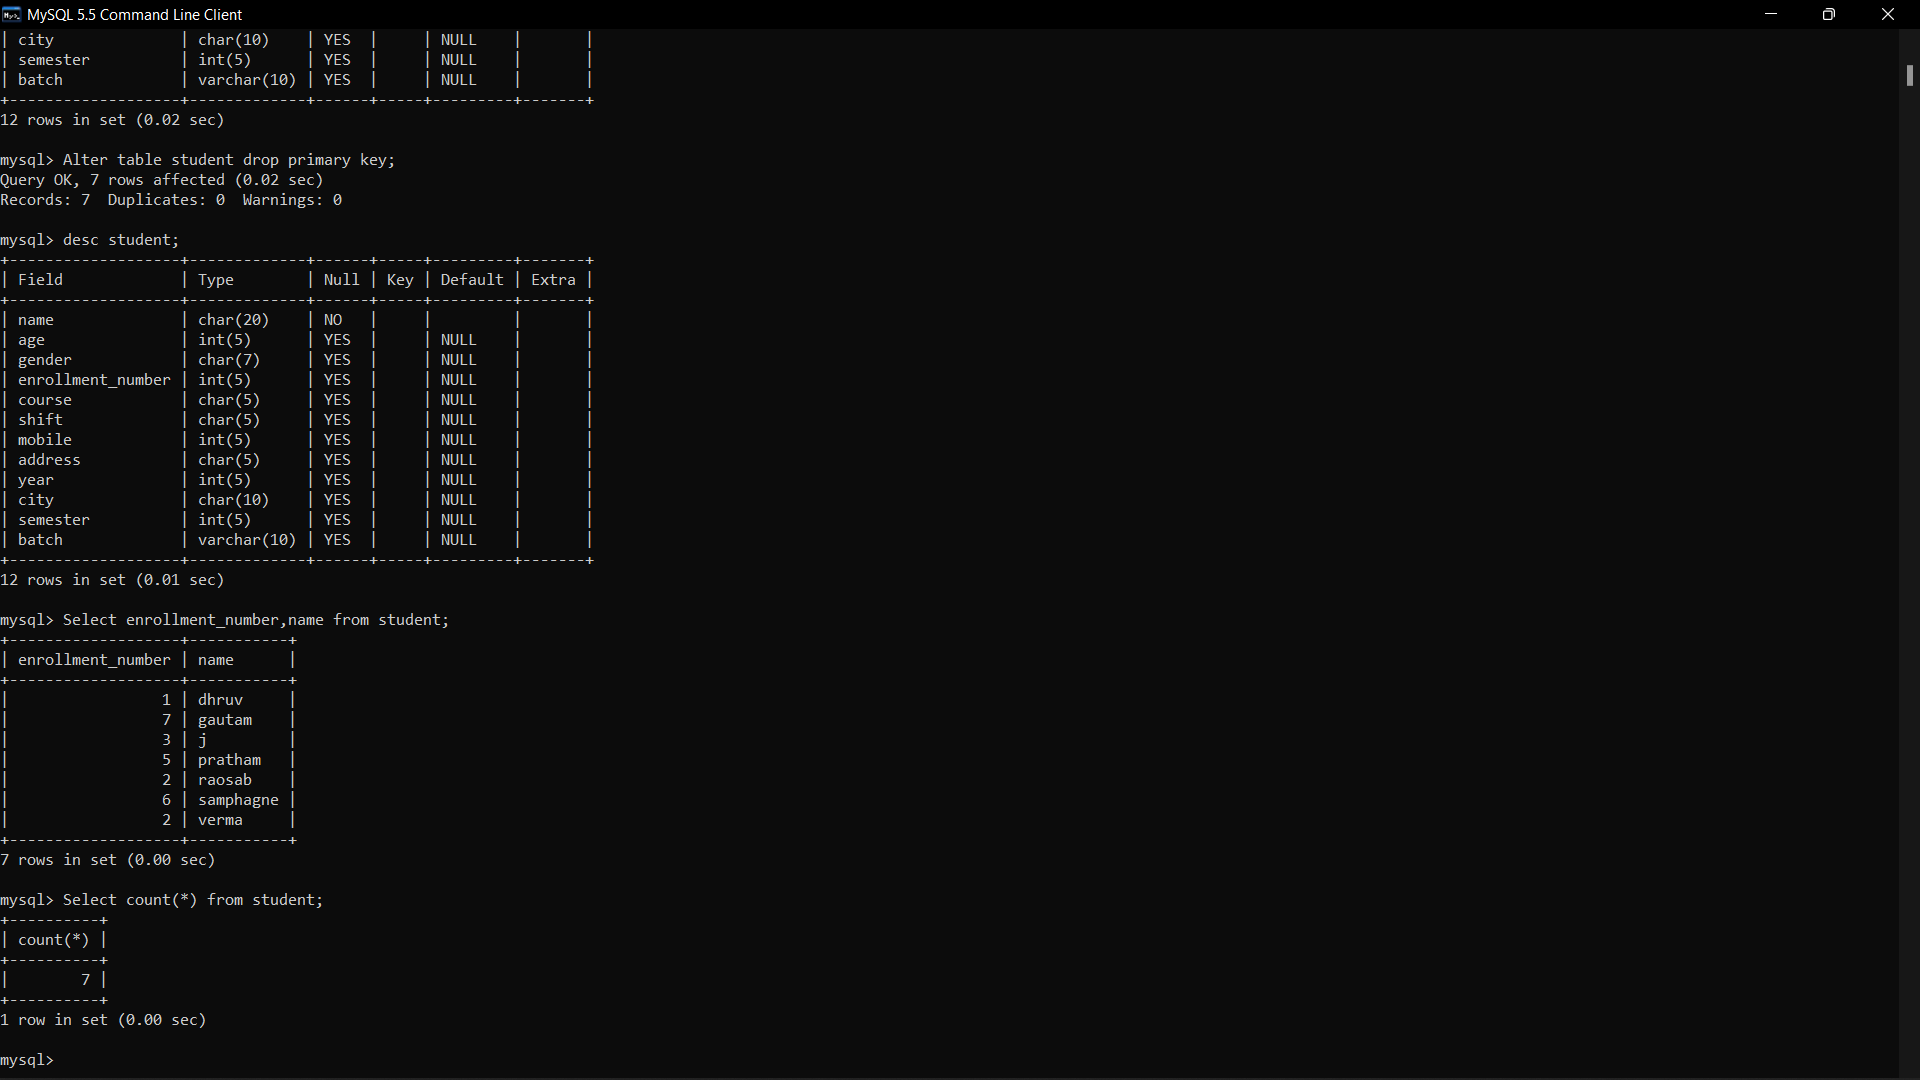 MySQL 5.5 Command Line Client
| city              | char(10)    | YES  |     | NULL    |       |
| semester          | int(5)      | YES  |     | NULL    |       |
| batch             | varchar(10) | YES  |     | NULL    |       |
+-------------------+-------------+------+-----+---------+-------+
12 rows in set (0.02 sec)
mysql> Alter table student drop primary key;
Query OK, 7 rows affected (0.02 sec)
Records: 7  Duplicates: 0  Warnings: 0
mysql> desc student;
+-------------------+-------------+------+-----+---------+-------+
| Field             | Type        | Null | Key | Default | Extra |
+-------------------+-------------+------+-----+---------+-------+
| name              | char(20)    | NO   |     |         |       |
| age               | int(5)      | YES  |     | NULL    |       |
| gender            | char(7)     | YES  |     | NULL    |       |
| enrollment_number | int(5)      | YES  |     | NULL    |       |
| course            | char(5)     | YES  |     | NULL    |       |
| shift             | char(5)     | YES  |     | NULL    |       |
| mobile            | int(5)      | YES  |     | NULL    |       |
| address           | char(5)     | YES  |     | NULL    |       |
| year              | int(5)      | YES  |     | NULL    |       |
| city              | char(10)    | YES  |     | NULL    |       |
| semester          | int(5)      | YES  |     | NULL    |       |
| batch             | varchar(10) | YES  |     | NULL    |       |
+-------------------+-------------+------+-----+---------+-------+
12 rows in set (0.01 sec)
mysql> Select enrollment_number,name from student;
+-------------------+-----------+
| enrollment_number | name      |
+-------------------+-----------+
|                 1 | dhruv     |
|                 7 | gautam    |
|                 3 | j         |
|                 5 | pratham   |
|                 2 | raosab    |
|                 6 | samphagne |
|                 2 | verma     |
+-------------------+-----------+
7 rows in set (0.00 sec)
mysql> Select count(*) from student;
+----------+
| count(*) |
+----------+
|        7 |
+----------+
1 row in set (0.00 sec)
mysql>